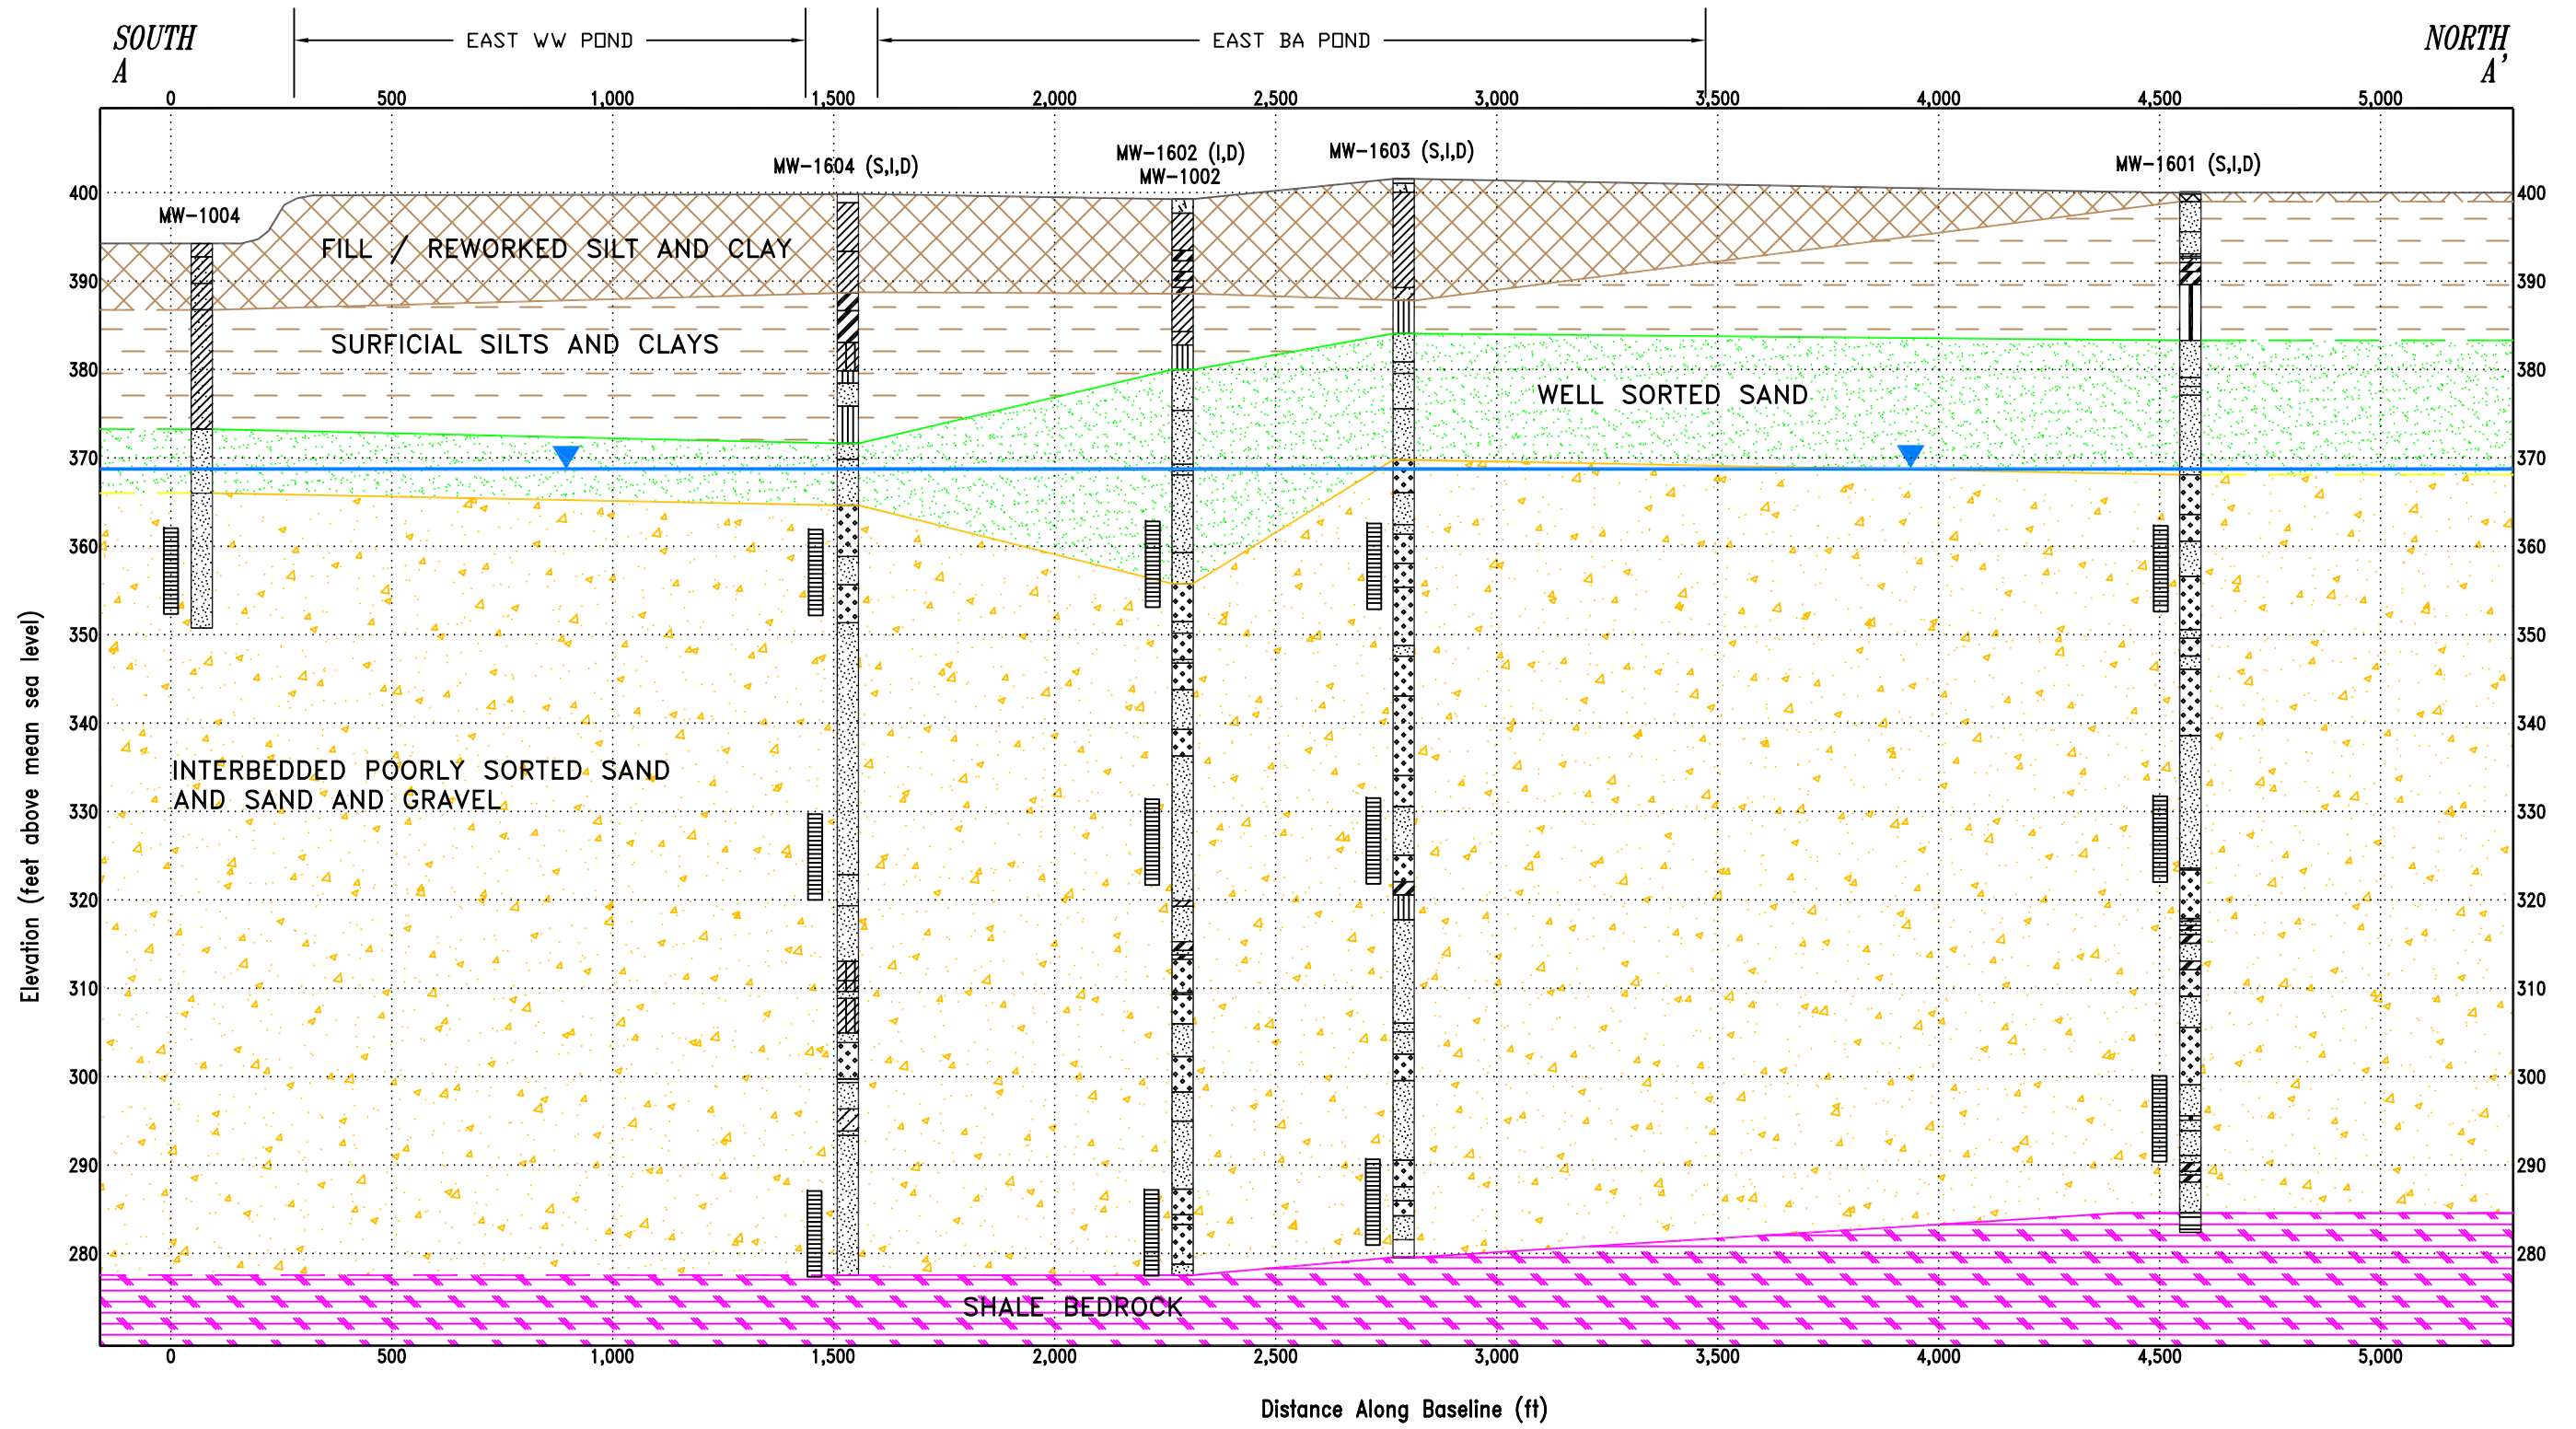 SOUTH
A
EAST WW POND
EAST BA POND
NORTH
A'
0 500 1,000 1,500 2,000 2,500 3,000 3,500 4,000 4,500 5,000
MW-1604 (S,I,D)
MW-1602 (I,D)
MW-1002
MW-1603 (S,I,D)
MW-1601 (S,I,D)
MW-1004
400 400
FILL / REWORKED SILT AND CLAY
390 390
SURFICIAL SILTS AND CLAYS
380 380
WELL SORTED SAND
370 370
360 360
350 350
340 340
INTERBEDDED POORLY SORTED SAND
AND SAND AND GRAVEL
330 330
320 320
310 310
300 300
290 290
280 280
SHALE BEDROCK
Elevation (feet above mean sea level)
0 500 1,000 1,500 2,000 2,500 3,000 3,500 4,000 4,500 5,000
Distance Along Baseline (ft)